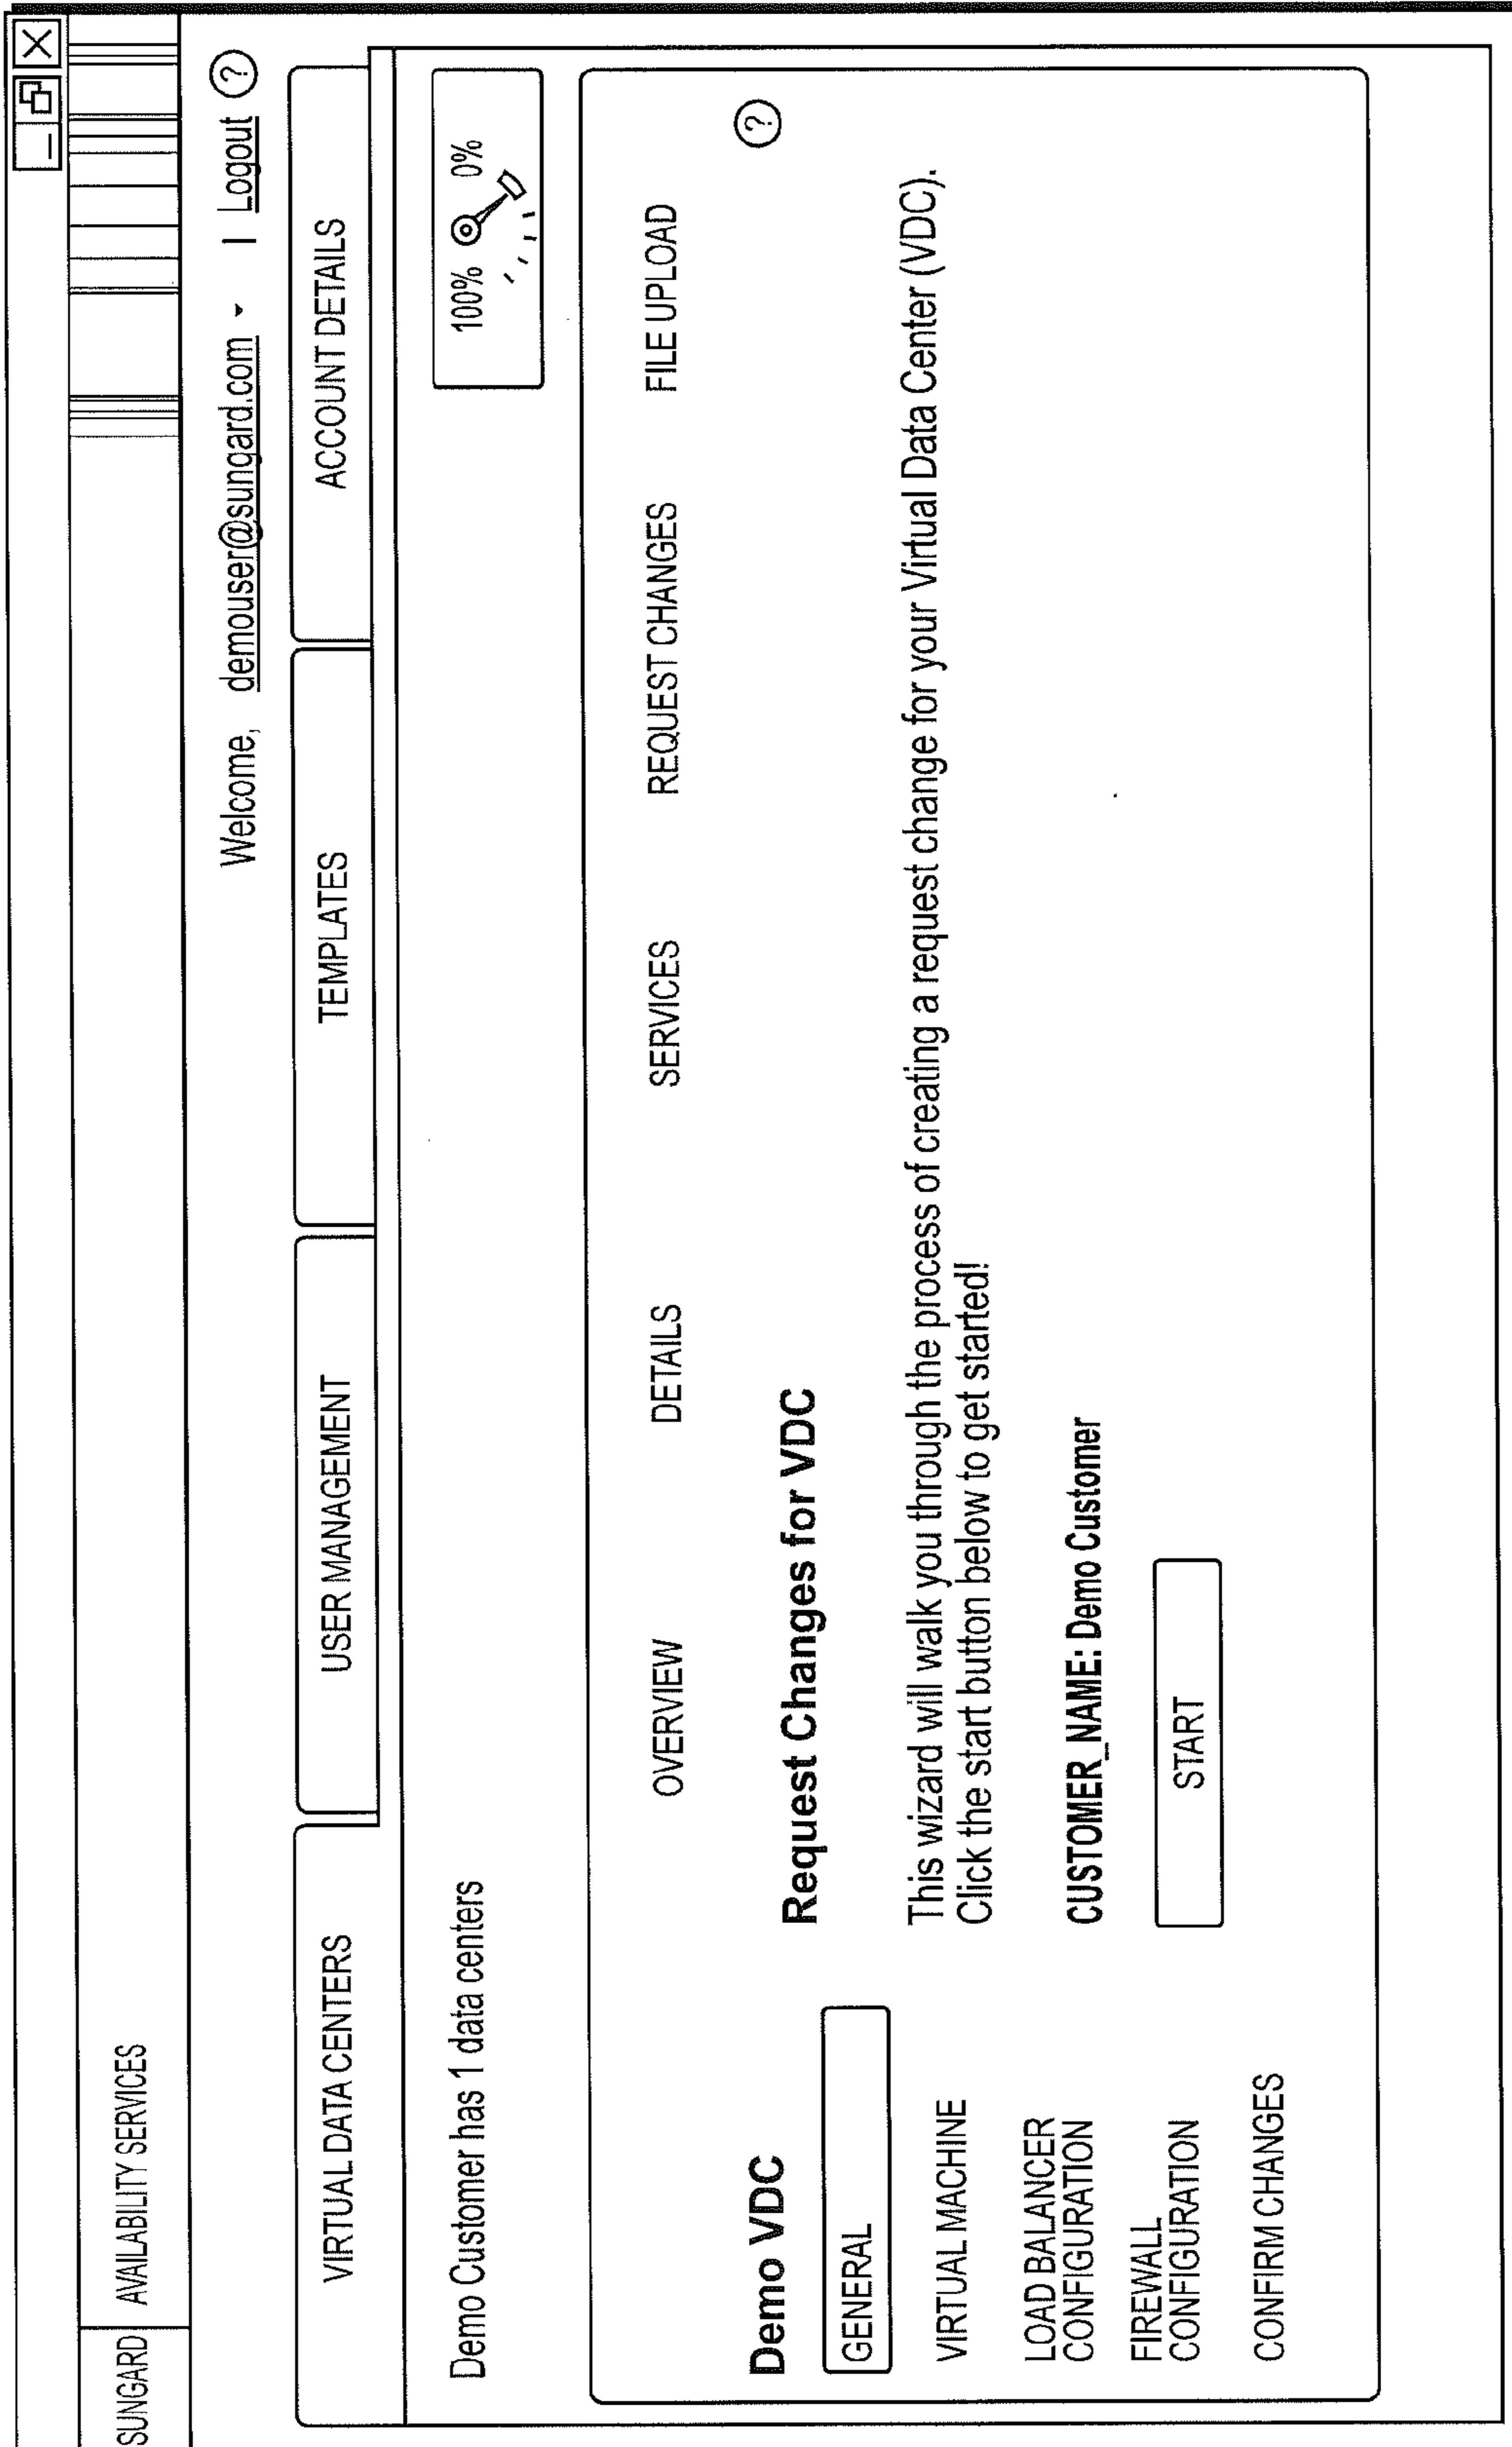 SUNGARD AVAILABILITY SERVICES
Welcome, demouser@sungard.com | Logout ?
VIRTUAL DATA CENTERS USER MANAGEMENT TEMPLATES ACCOUNT DETAILS
Demo Customer has 1 data centers
100% 0%
OVERVIEW DETAILS SERVICES REQUEST CHANGES FILE UPLOAD
?
Demo VDC
GENERAL
VIRTUAL MACHINE
LOAD BALANCER
CONFIGURATION
FIREWALL
CONFIGURATION
CONFIRM CHANGES
Request Changes for VDC
This wizard will walk you through the process of creating a request change for your Virtual Data Center (VDC).
Click the start button below to get started!
CUSTOMER_NAME: Demo Customer
START